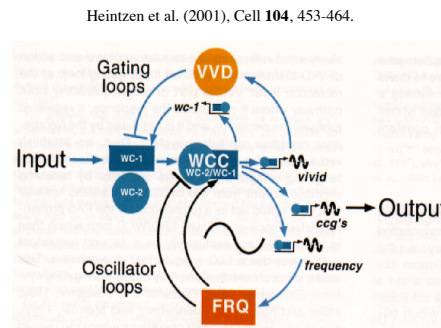 Heintzen et al. (2001), Cell 104, 453-464.
Gating
loops
VVD
wc-1
Input
WC-1
WCC
WC-2/WC-1
WC-2
vivid
Output
ccg's
frequency
Oscillator
loops
FRQ